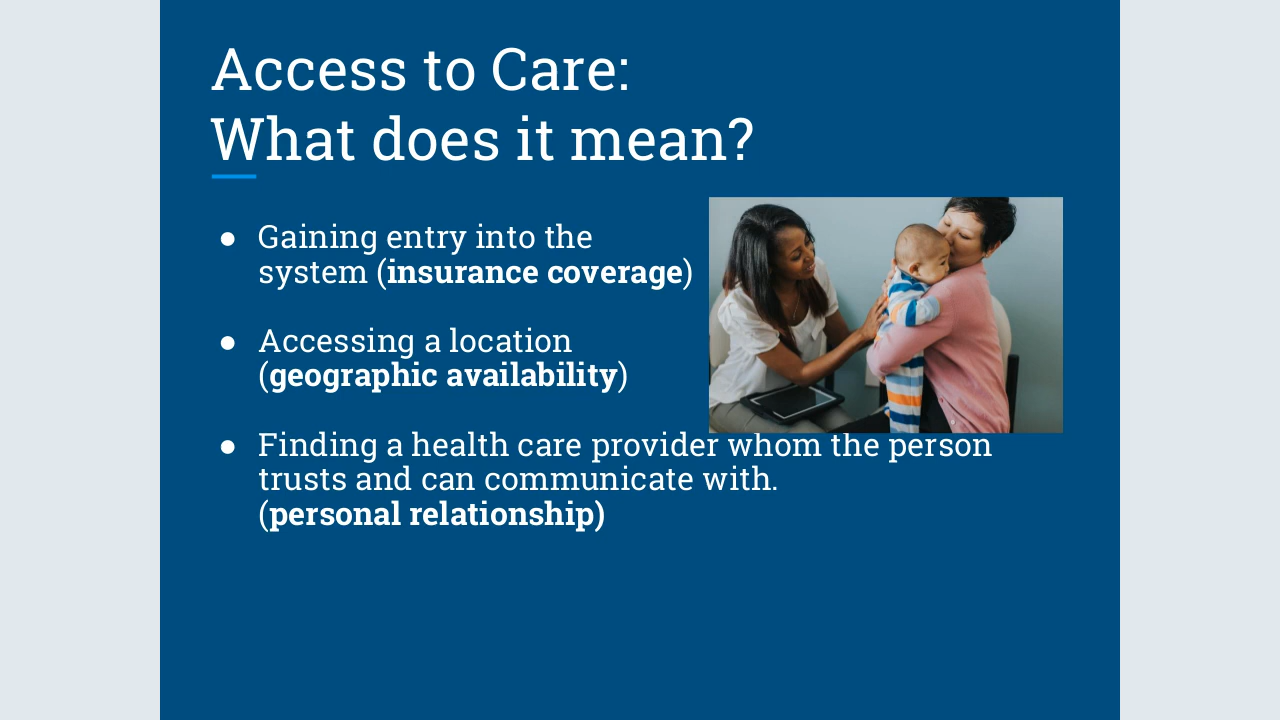 Access to Care:
What does it mean?
● Gaining entry into the
system (insurance coverage)
● Accessing a location
(geographic availability)
● Finding a health care provider whom the person
trusts and can communicate with.
(personal relationship)